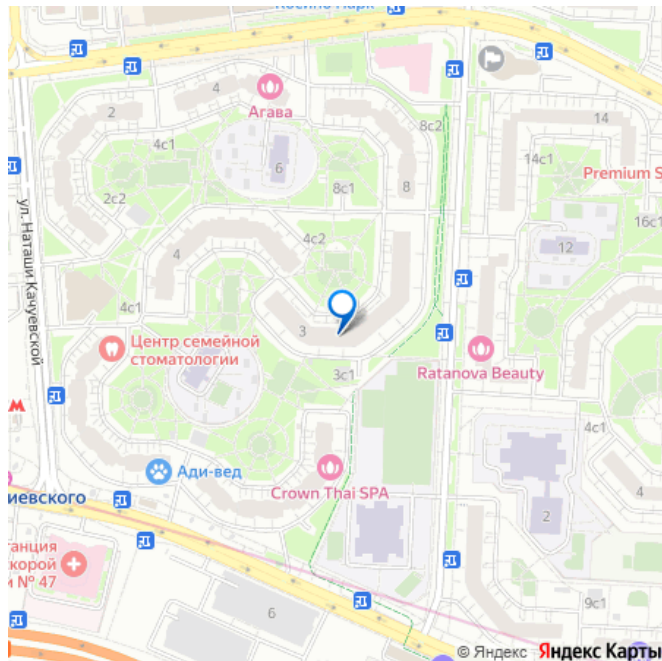 Косино Парк
4
2
Агава
8с2
14
4с1
6
14с1
Premium S
8с1
8
2с2
16с1
12
4с2
4
ул. Наташи Качуевской
4с1
3
Центр семейной
стоматологии
3с1
Ratanova Beauty
4с1
Ади-вед
Crown Thai SPA
иевского
4
2
танция
скорой
и № 47
6
9с1
© Яндекс Яндекс Карты